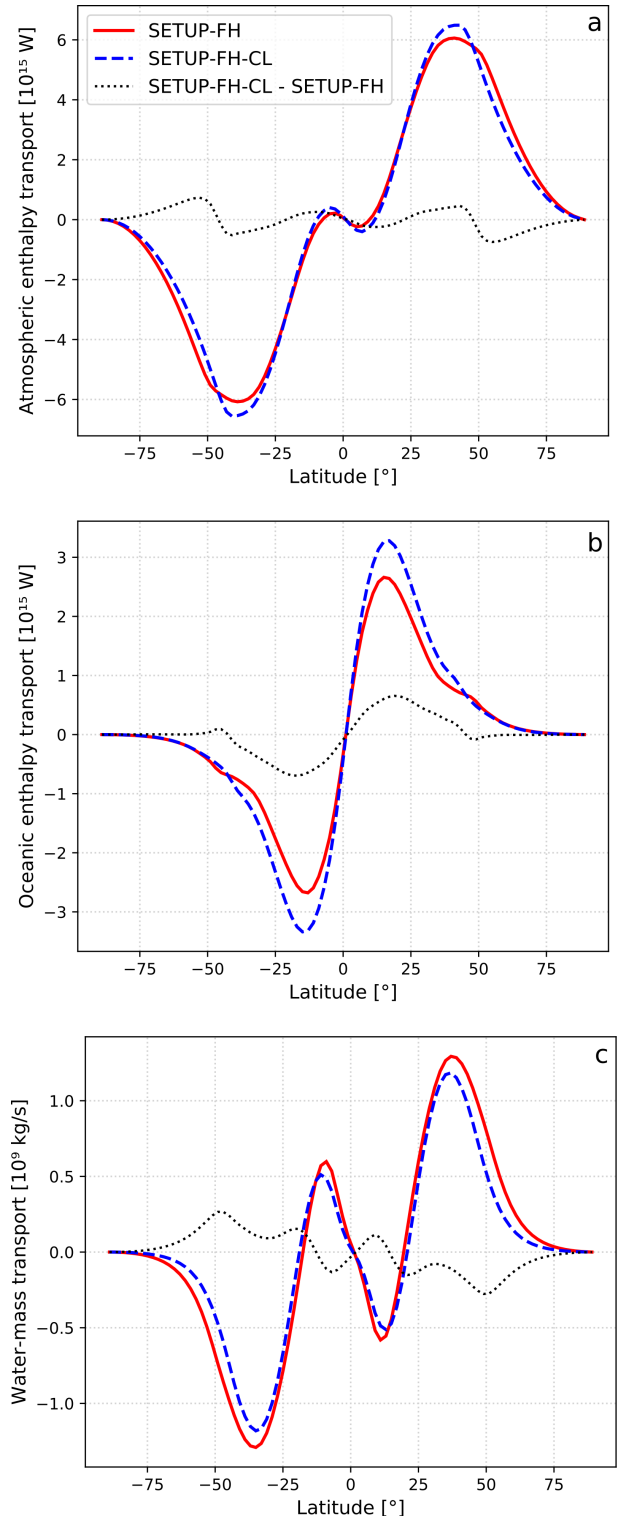 a
SETUP-FH
SETUP-FH-CL
SETUP-FH-CL - SETUP-FH
Atmospheric enthalpy transport [10¹⁵ W]
6
4
2
0
−2
−4
−6
−75 −50 −25 0 25 50 75
Latitude [°]
b
Oceanic enthalpy transport [10¹⁵ W]
3
2
1
0
−1
−2
−3
−75 −50 −25 0 25 50 75
Latitude [°]
c
Water-mass transport [10⁹ kg/s]
1.0
0.5
0.0
−0.5
−1.0
−75 −50 −25 0 25 50 75
Latitude [°]